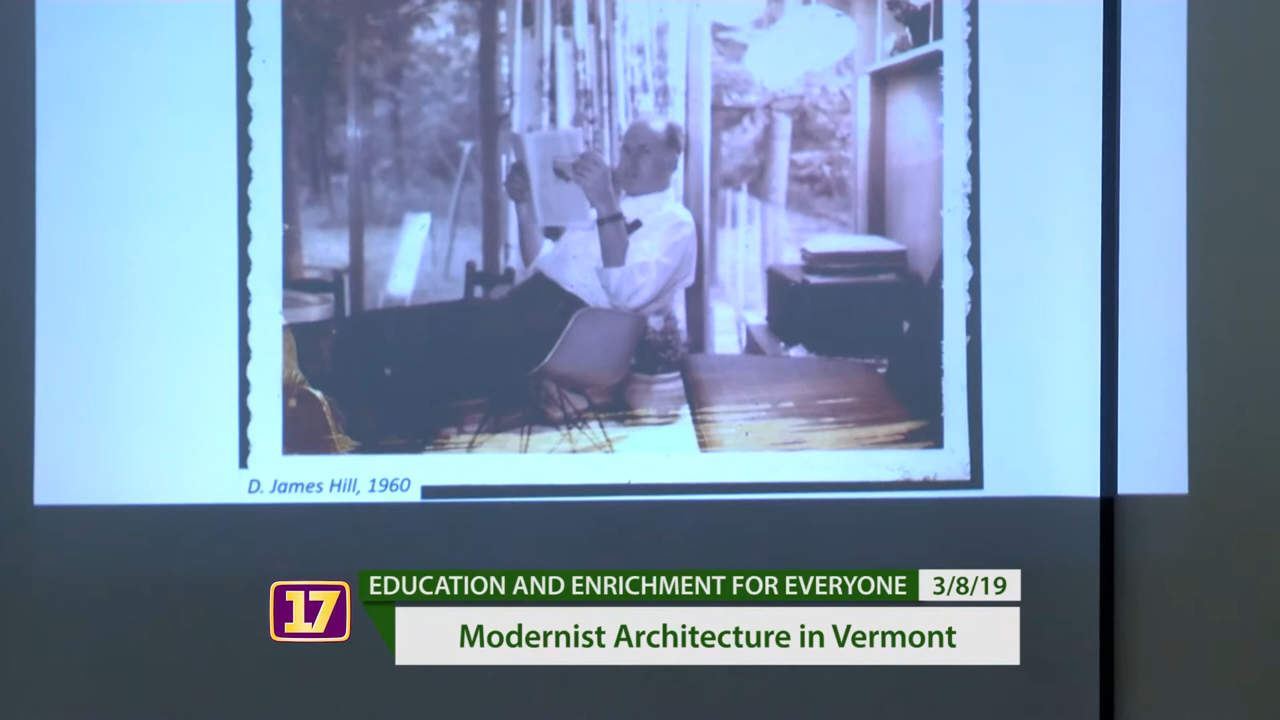 D. James Hill, 1960
17
EDUCATION AND ENRICHMENT FOR EVERYONE 3/8/19
Modernist Architecture in Vermont